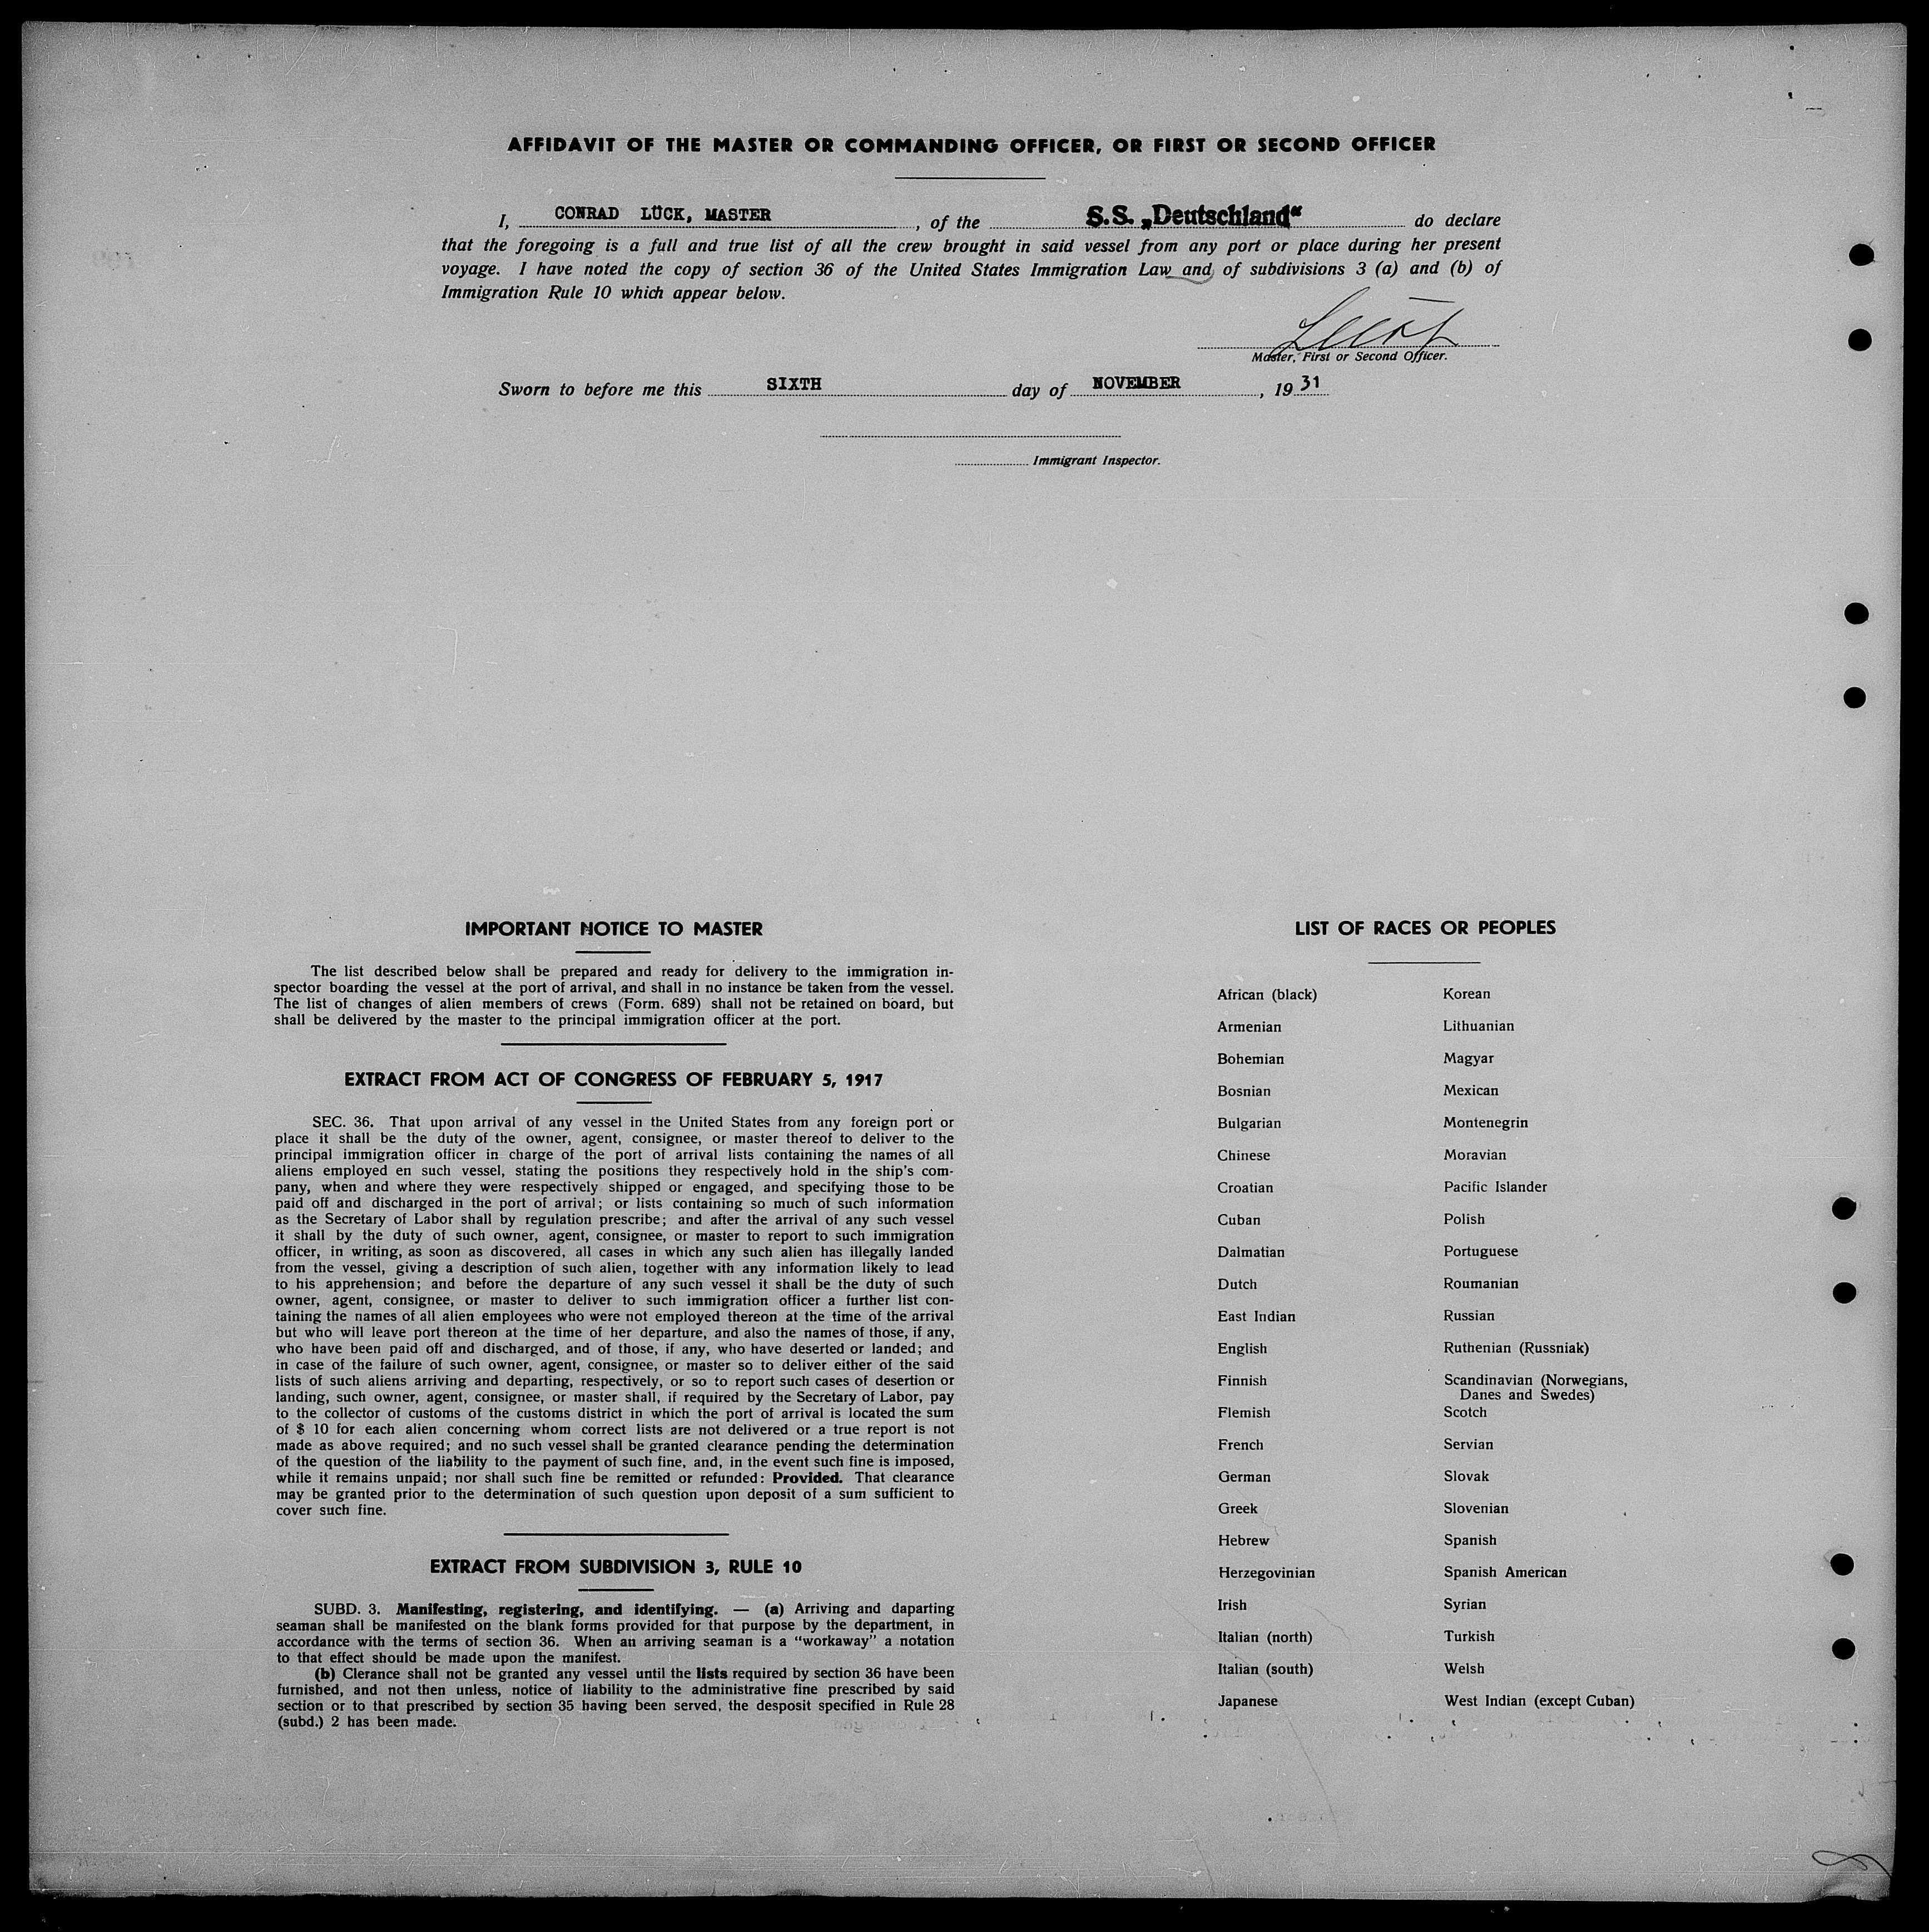 AFFIDAVIT OF THE MASTER OR COMMANDING OFFICER, OR FIRST OR SECOND OFFICER
I, CONRAD LÜCK, MASTER, of the S.S. „Deutschland“ do declare
that the foregoing is a full and true list of all the crew brought in said vessel from any port or place during her present
voyage. I have noted the copy of section 36 of the United States Immigration Law and of subdivisions 3 (a) and (b) of
Immigration Rule 10 which appear below.
Lück
Master, First or Second Officer.
Sworn to before me this SIXTH day of NOVEMBER, 19 31
Immigrant Inspector.
IMPORTANT NOTICE TO MASTER
The list described below shall be prepared and ready for delivery to the immigration in-
spector boarding the vessel at the port of arrival, and shall in no instance be taken from the vessel.
The list of changes of alien members of crews (Form. 689) shall not be retained on board, but
shall be delivered by the master to the principal immigration officer at the port.
EXTRACT FROM ACT OF CONGRESS OF FEBRUARY 5, 1917
SEC. 36. That upon arrival of any vessel in the United States from any foreign port or
place it shall be the duty of the owner, agent, consignee, or master thereof to deliver to the
principal immigration officer in charge of the port of arrival lists containing the names of all
aliens employed en such vessel, stating the positions they respectively hold in the ship's com-
pany, when and where they were respectively shipped or engaged, and specifying those to be
paid off and discharged in the port of arrival; or lists containing so much of such information
as the Secretary of Labor shall by regulation prescribe; and after the arrival of any such vessel
it shall by the duty of such owner, agent, consignee, or master to report to such immigration
officer, in writing, as soon as discovered, all cases in which any such alien has illegally landed
from the vessel, giving a description of such alien, together with any information likely to lead
to his apprehension; and before the departure of any such vessel it shall be the duty of such
owner, agent, consignee, or master to deliver to such immigration officer a further list con-
taining the names of all alien employees who were not employed thereon at the time of the arrival
but who will leave port thereon at the time of her departure, and also the names of those, if any,
who have been paid off and discharged, and of those, if any, who have deserted or landed; and
in case of the failure of such owner, agent, consignee, or master so to deliver either of the said
lists of such aliens arriving and departing, respectively, or so to report such cases of desertion or
landing, such owner, agent, consignee, or master shall, if required by the Secretary of Labor, pay
to the collector of customs of the customs district in which the port of arrival is located the sum
of $ 10 for each alien concerning whom correct lists are not delivered or a true report is not
made as above required; and no such vessel shall be granted clearance pending the determination
of the question of the liability to the payment of such fine, and, in the event such fine is imposed,
while it remains unpaid; nor shall such fine be remitted or refunded: Provided. That clearance
may be granted prior to the determination of such question upon deposit of a sum sufficient to
cover such fine.
EXTRACT FROM SUBDIVISION 3, RULE 10
SUBD. 3. Manifesting, registering, and identifying. — (a) Arriving and daparting
seaman shall be manifested on the blank forms provided for that purpose by the department, in
accordance with the terms of section 36. When an arriving seaman is a “workaway” a notation
to that effect should be made upon the manifest.
(b) Clerance shall not be granted any vessel until the lists required by section 36 have been
furnished, and not then unless, notice of liability to the administrative fine prescribed by said
section or to that prescribed by section 35 having been served, the desposit specified in Rule 28
(subd.) 2 has been made.
LIST OF RACES OR PEOPLES
African (black)
Armenian
Bohemian
Bosnian
Bulgarian
Chinese
Croatian
Cuban
Dalmatian
Dutch
East Indian
English
Finnish
Flemish
French
German
Greek
Hebrew
Herzegovinian
Irish
Italian (north)
Italian (south)
Japanese
Korean
Lithuanian
Magyar
Mexican
Montenegrin
Moravian
Pacific Islander
Polish
Portuguese
Roumanian
Russian
Ruthenian (Russniak)
Scandinavian (Norwegians,
Danes and Swedes)
Scotch
Servian
Slovak
Slovenian
Spanish
Spanish American
Syrian
Turkish
Welsh
West Indian (except Cuban)